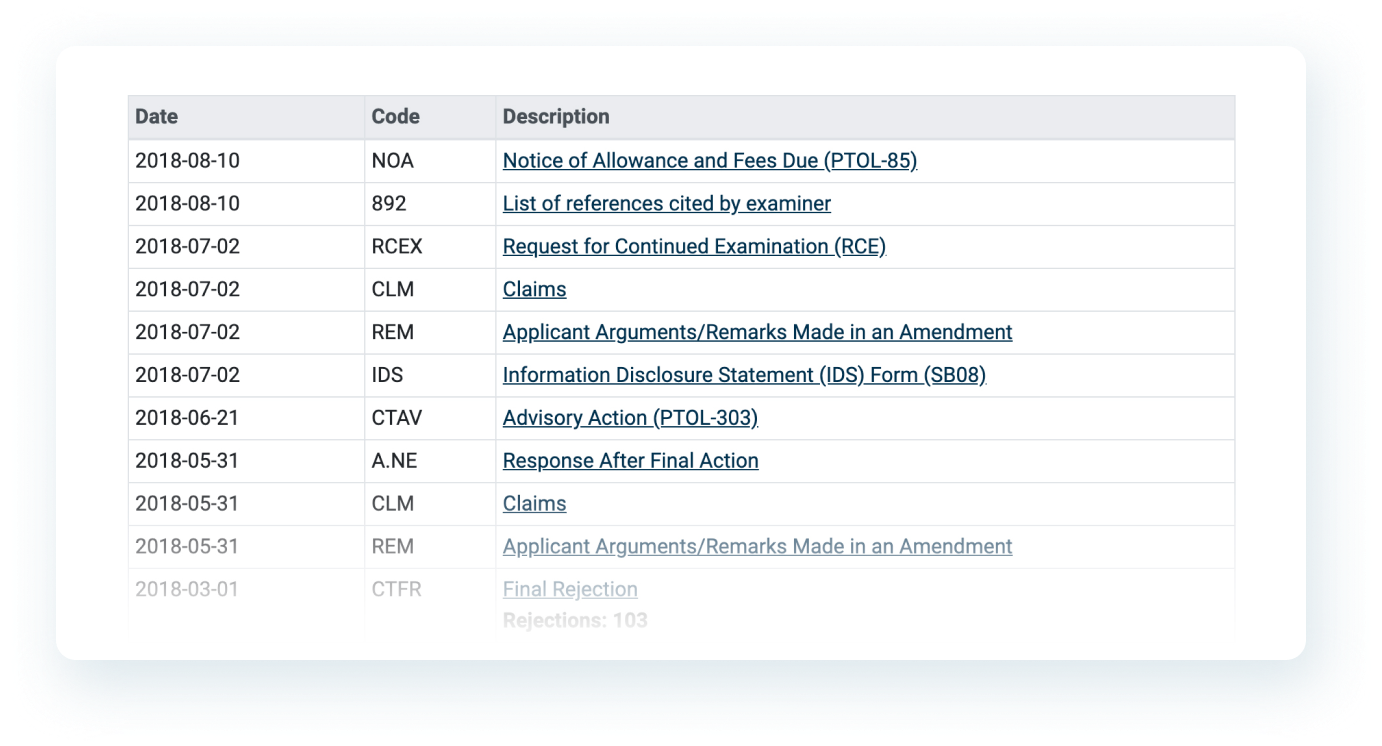 Date Code Description
2018-08-10 NOA Notice of Allowance and Fees Due (PTOL-85)
2018-08-10 892 List of references cited by examiner
2018-07-02 RCEX Request for Continued Examination (RCE)
2018-07-02 CLM Claims
2018-07-02 REM Applicant Arguments/Remarks Made in an Amendment
2018-07-02 IDS Information Disclosure Statement (IDS) Form (SB08)
2018-06-21 CTAV Advisory Action (PTOL-303)
2018-05-31 A.NE Response After Final Action
2018-05-31 CLM Claims
2018-05-31 REM Applicant Arguments/Remarks Made in an Amendment
2018-03-01 CTFR Final Rejection
Rejections: 103